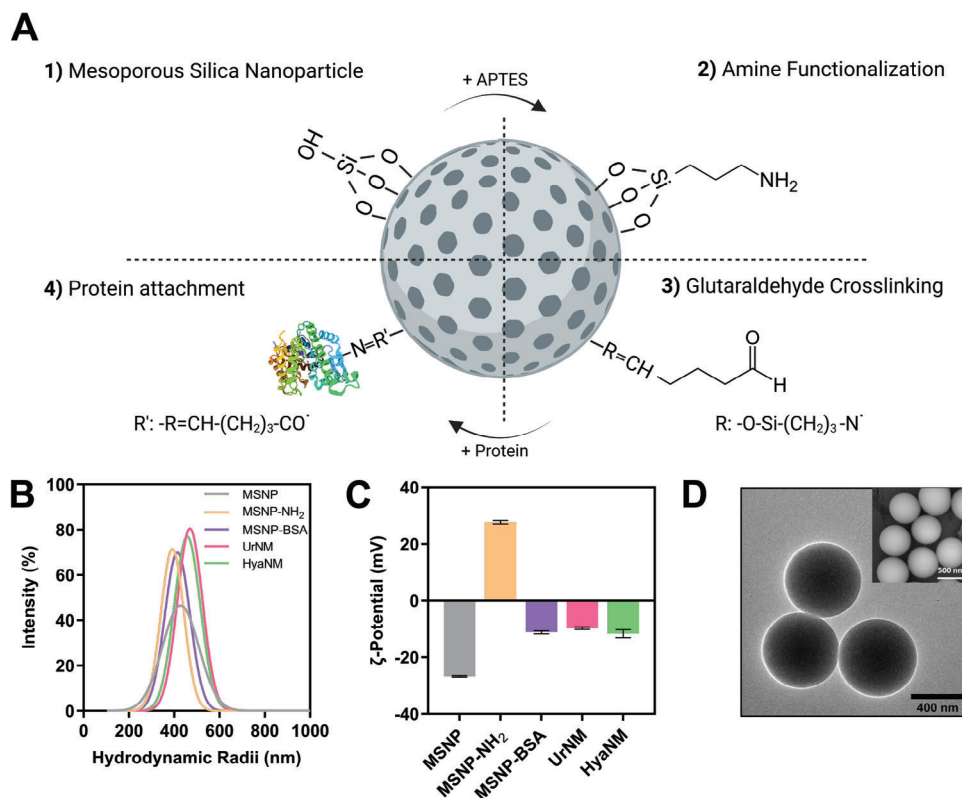 A
1) Mesoporous Silica Nanoparticle
+ APTES
2) Amine Functionalization
OH
Si
O
O
O
O
O
O
Si
NH₂
4) Protein attachment
3) Glutaraldehyde Crosslinking
N=R'
R=CH
O
H
R': -R=CH-(CH₂)₃-CO⁻
+ Protein
R: -O-Si-(CH₂)₃-N⁻
B
Intensity (%)
100
80
60
40
20
0
0 200 400 600 800 1000
Hydrodynamic Radii (nm)
MSNP
MSNP-NH₂
MSNP-BSA
UrNM
HyaNM
C
ζ-Potential (mV)
40
20
0
-20
-40
MSNP
MSNP-NH₂
MSNP-BSA
UrNM
HyaNM
D
500 nm
400 nm